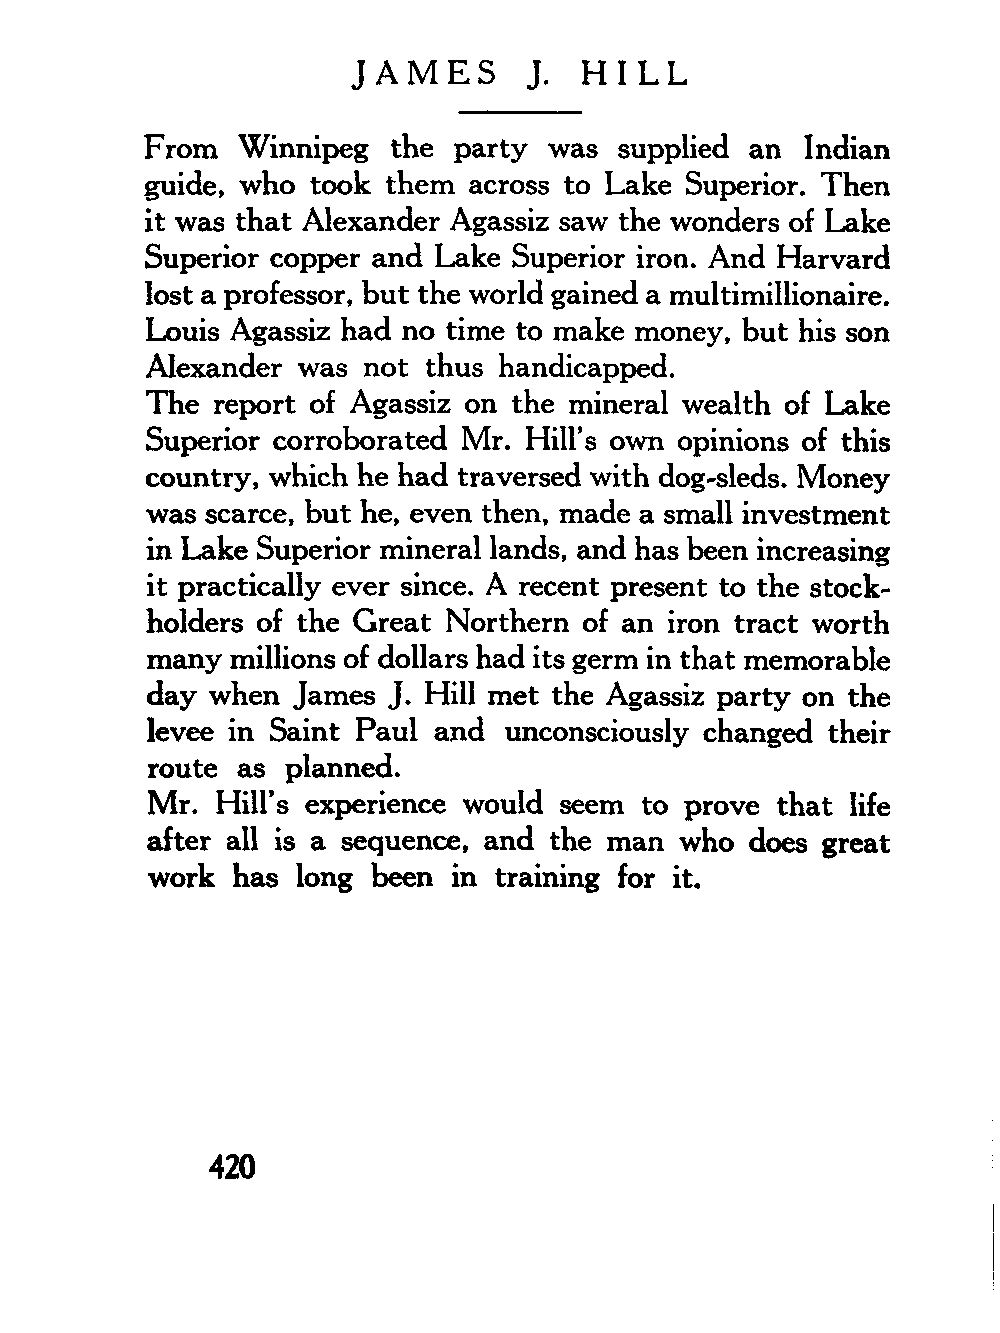 JAMES J. HILL
From Winnipeg the party was supplied an Indian
guide, who took them across to Lake Superior. Then
it was that Alexander Agassiz saw the wonders of Lake
Superior copper and Lake Superior iron. And Harvard
lost a professor, but the world gained a multimillionaire.
Louis Agassiz had no time to make money, but his son
Alexander was not thus handicapped.
The report of Agassiz on the mineral wealth of Lake
Superior corroborated Mr. Hill's own opinions of this
country, which he had traversed with dog-sleds. Money
was scarce, but he, even then, made a small investment
in Lake Superior mineral lands, and has been increasing
it practically ever since. A recent present to the stock-
holders of the Great Northern of an iron tract worth
many millions of dollars had its germ in that memorable
day when James J. Hill met the Agassiz party on the
levee in Saint Paul and unconsciously changed their
route as planned.
Mr. Hill's experience would seem to prove that life
after all is a sequence, and the man who does great
work has long been in training for it.
420